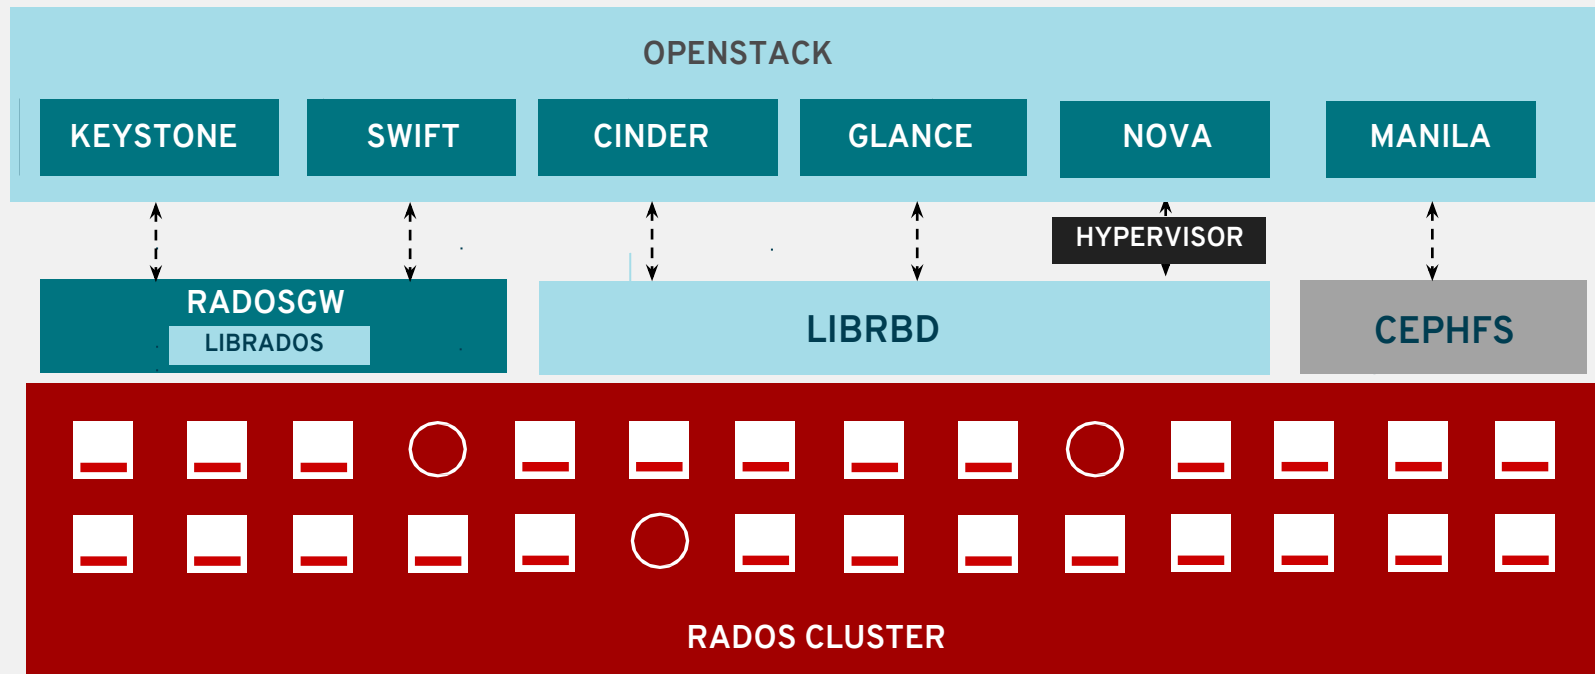 OPENSTACK
KEYSTONE
SWIFT
CINDER
GLANCE
NOVA
MANILA
HYPERVISOR
RADOSGW
LIBRADOS
LIBRBD
CEPHFS
RADOS CLUSTER